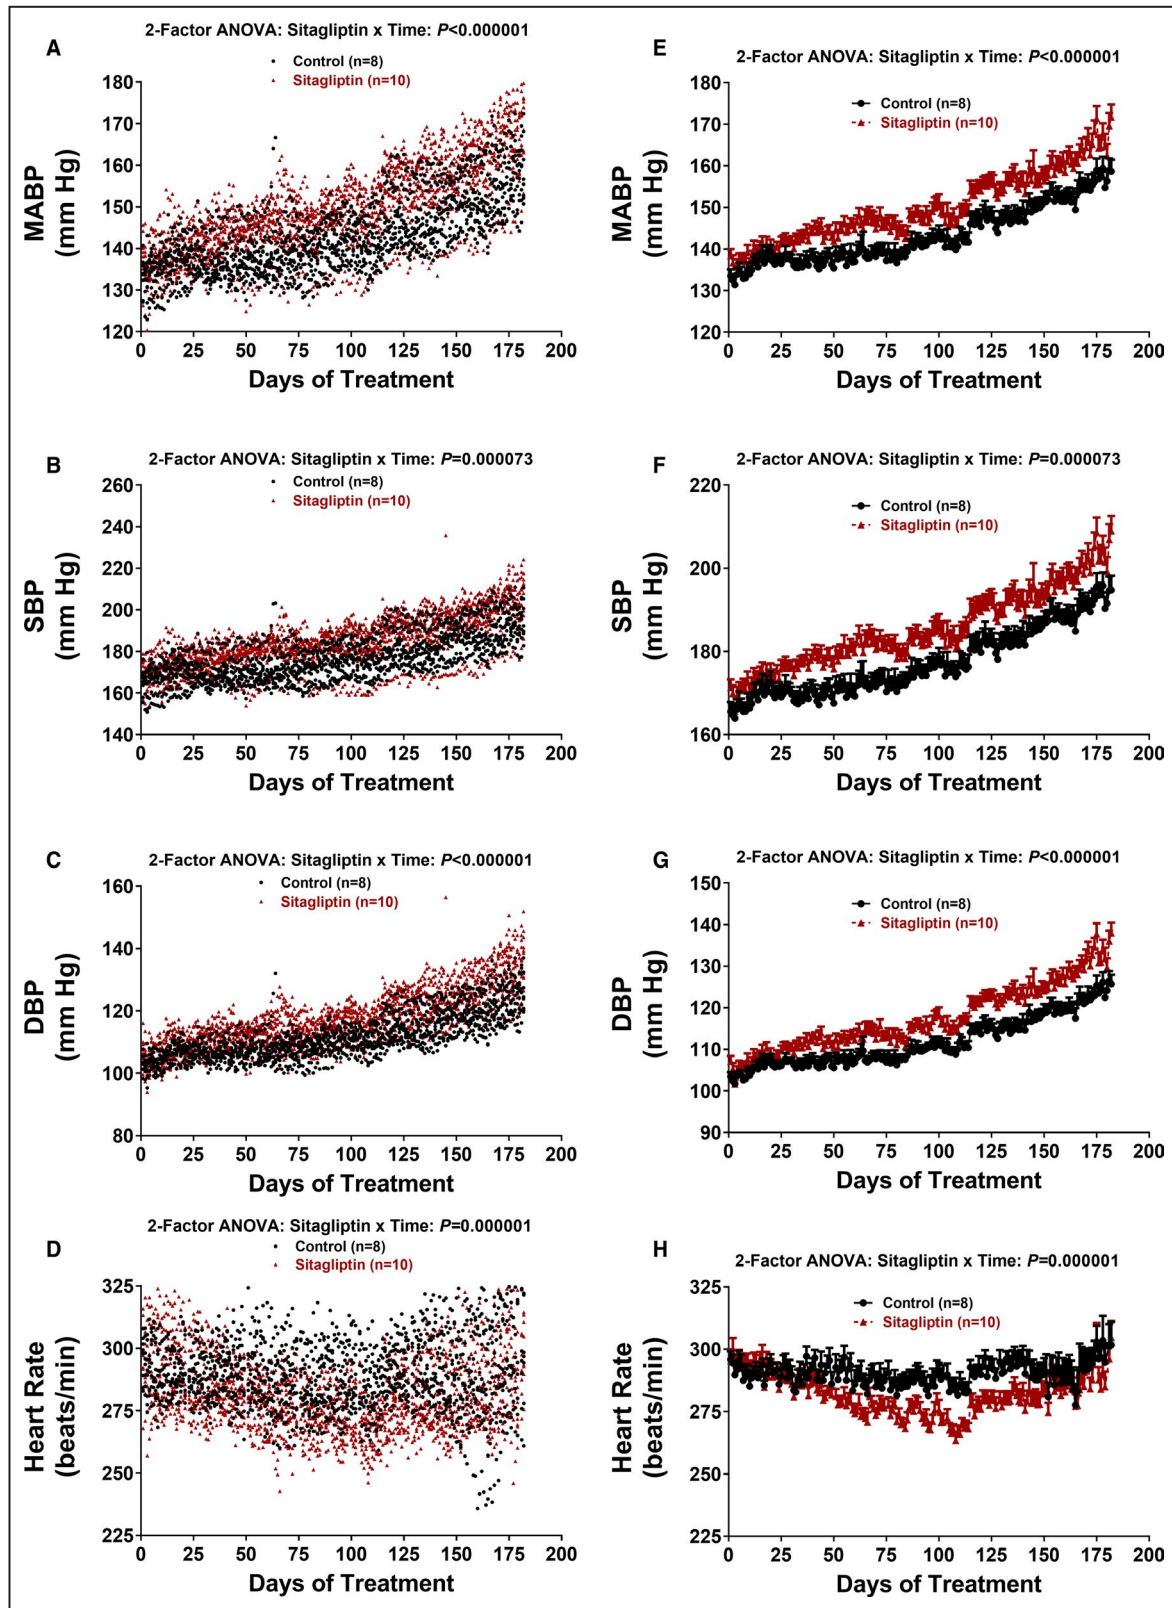 A
2-Factor ANOVA: Sitagliptin x Time: P<0.000001
Control (n=8)
Sitagliptin (n=10)
MABP
(mm Hg)
180
170
160
150
140
130
120
0 25 50 75 100 125 150 175 200
Days of Treatment
B
2-Factor ANOVA: Sitagliptin x Time: P=0.000073
Control (n=8)
Sitagliptin (n=10)
SBP
(mm Hg)
260
240
220
200
180
160
140
0 25 50 75 100 125 150 175 200
Days of Treatment
C
2-Factor ANOVA: Sitagliptin x Time: P<0.000001
Control (n=8)
Sitagliptin (n=10)
DBP
(mm Hg)
160
140
120
100
80
0 25 50 75 100 125 150 175 200
Days of Treatment
D
2-Factor ANOVA: Sitagliptin x Time: P=0.000001
Control (n=8)
Sitagliptin (n=10)
Heart Rate
(beats/min)
325
300
275
250
225
0 25 50 75 100 125 150 175 200
Days of Treatment
E
2-Factor ANOVA: Sitagliptin x Time: P<0.000001
Control (n=8)
Sitagliptin (n=10)
MABP
(mm Hg)
180
170
160
150
140
130
120
0 25 50 75 100 125 150 175 200
Days of Treatment
F
2-Factor ANOVA: Sitagliptin x Time: P=0.000073
Control (n=8)
Sitagliptin (n=10)
SBP
(mm Hg)
220
200
180
160
0 25 50 75 100 125 150 175 200
Days of Treatment
G
2-Factor ANOVA: Sitagliptin x Time: P<0.000001
Control (n=8)
Sitagliptin (n=10)
DBP
(mm Hg)
150
140
130
120
110
100
90
0 25 50 75 100 125 150 175 200
Days of Treatment
H
2-Factor ANOVA: Sitagliptin x Time: P=0.000001
Control (n=8)
Sitagliptin (n=10)
Heart Rate
(beats/min)
325
300
275
250
225
0 25 50 75 100 125 150 175 200
Days of Treatment